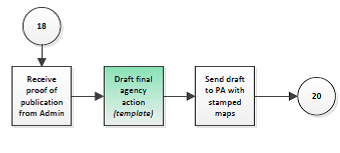 18
Receive
proof of
publication
from Admin
Draft final
agency
action
(template)
Send draft
to PA with
stamped
maps
20